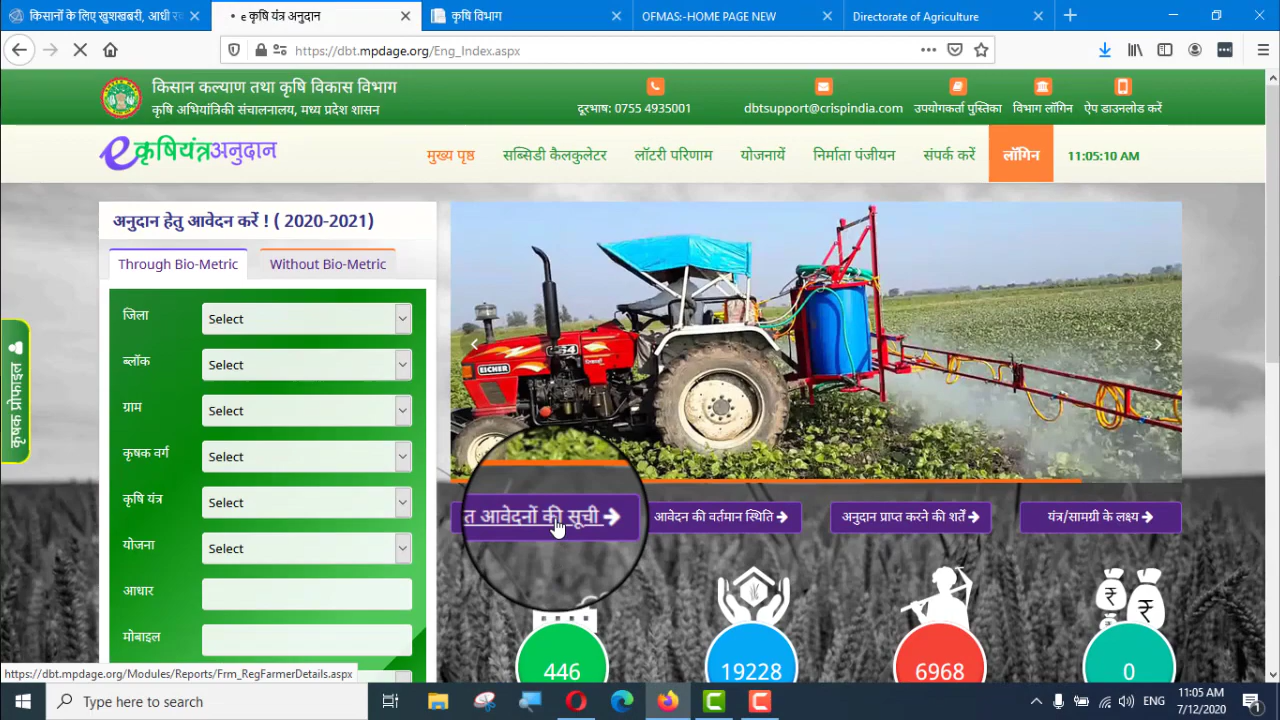 किसानों के लिए खुशखबरी, आधी
e कृषि यंत्र अनुदान
कृषि विभाग
OFMAS:-HOME PAGE NEW
Directorate of Agriculture
https://dbt.mpdage.org/Eng_Index.aspx
किसान कल्याण तथा कृषि विकास विभाग
कृषि अभियांत्रिकी संचालनालय, मध्य प्रदेश शासन
दूरभाष: 0755 4935001
dbtsupport@crispindia.com
उपयोगकर्ता पुस्तिका
विभाग लॉगिन
ऐप डाउनलोड करें
eकृषियंत्रअनुदान
मुख्य पृष्ठ
सब्सिडी कैलकुलेटर
लॉटरी परिणाम
योजनायें
निर्माता पंजीयन
संपर्क करें
लॉगिन
11:05:10 AM
अनुदान हेतु आवेदन करें ! ( 2020-2021)
Through Bio-Metric
Without Bio-Metric
जिला Select
ब्लॉक Select
ग्राम Select
कृषक वर्ग Select
कृषि यंत्र Select
योजना Select
आधार
मोबाइल
कृषक प्रोफाइल
EICHER
364
त आवेदनों की सूची
आवेदन की वर्तमान स्थिति
अनुदान प्राप्त करने की शर्तें
यंत्र/सामग्री के लक्ष्य
446
19228
6968
0
https://dbt.mpdage.org/Modules/Reports/Frm_RegFarmerDetails.aspx
Type here to search
ENG
11:05 AM
7/12/2020
1